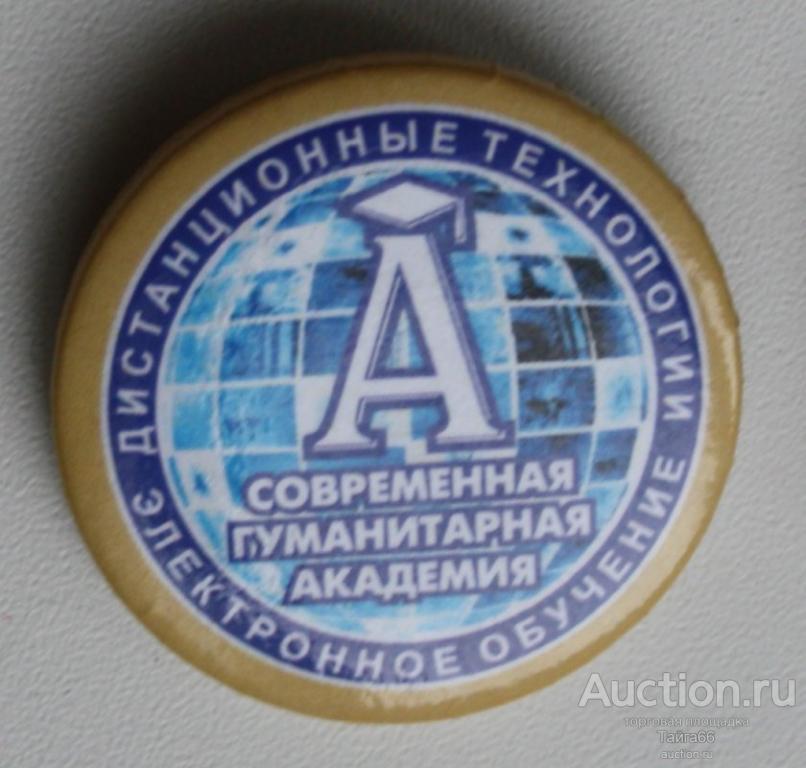 ДИСТАНЦИОННЫЕ ТЕХНОЛОГИИ
А
СОВРЕМЕННАЯ
ГУМАНИТАРНАЯ
АКАДЕМИЯ
ЭЛЕКТРОННОЕ ОБУЧЕНИЕ
Auction.ru
торговая площадка
Тайга66
auction.ru